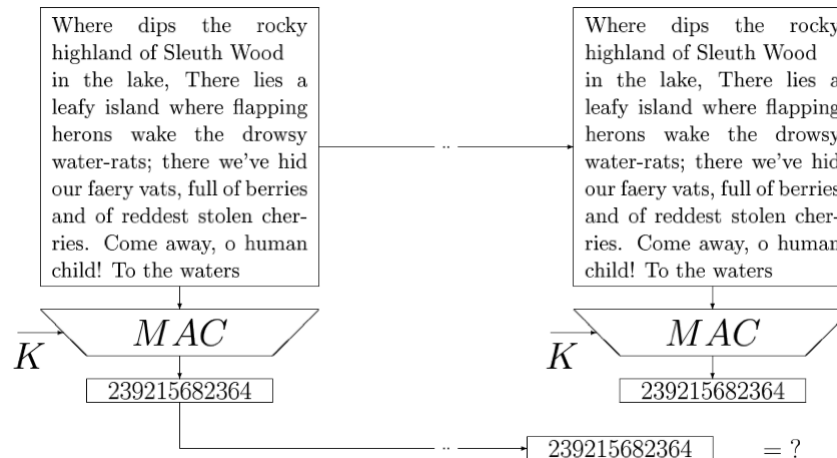 Where dips the rocky
highland of Sleuth Wood
in the lake, There lies a
leafy island where flapping
herons wake the drowsy
water-rats; there we've hid
our faery vats, full of berries
and of reddest stolen cher-
ries. Come away, o human
child! To the waters
..
Where dips the rocky
highland of Sleuth Wood
in the lake, There lies a
leafy island where flapping
herons wake the drowsy
water-rats; there we've hid
our faery vats, full of berries
and of reddest stolen cher-
ries. Come away, o human
child! To the waters
K
MAC
K
MAC
239215682364
239215682364
..
239215682364
= ?